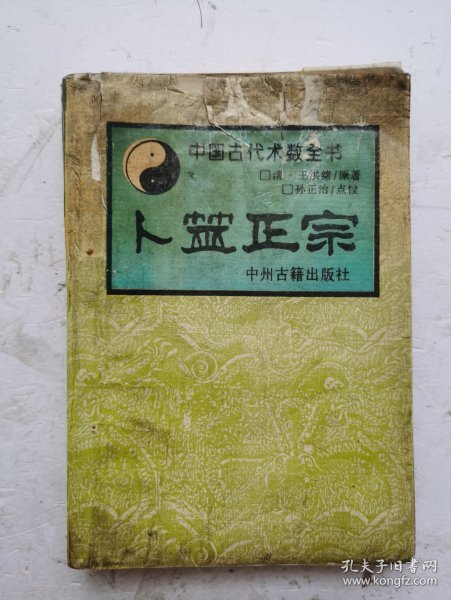 中国古代术数全书
□清·王洪绪/原著
□孙正治/点校
卜筮正宗
中州古籍出版社
孔夫子旧书网
www.kongfz.com